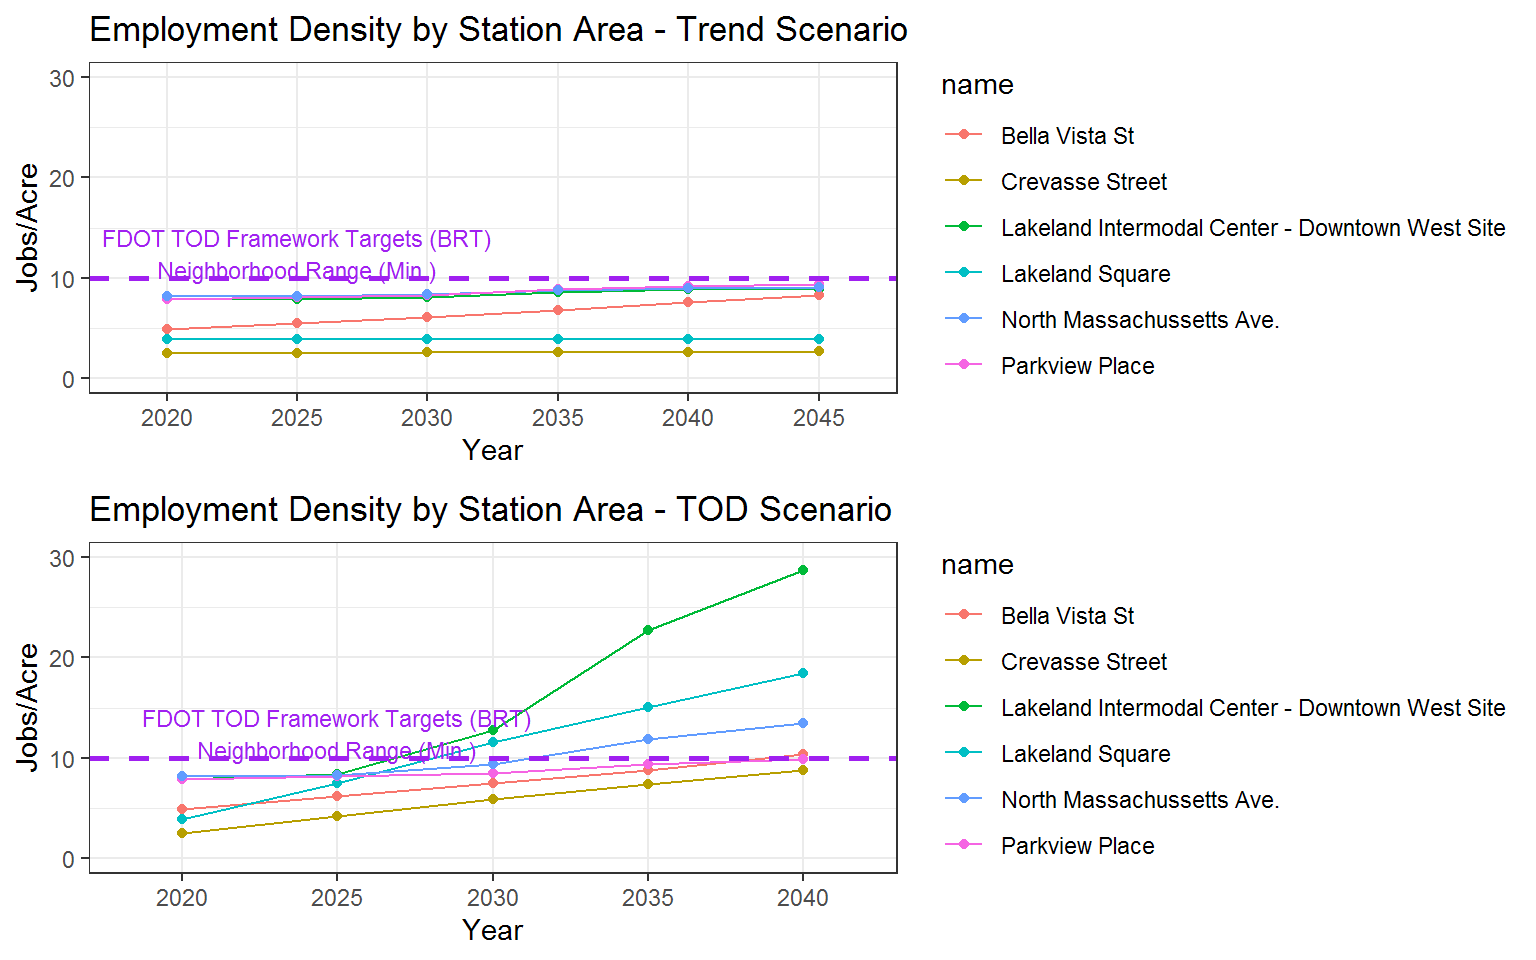 Employment Density by Station Area - Trend Scenario
30
20
10
0
Jobs/Acre
FDOT TOD Framework Targets (BRT)
Neighborhood Range (Min.)
2020 2025 2030 2035 2040 2045
Year
name
Bella Vista St
Crevasse Street
Lakeland Intermodal Center - Downtown West Site
Lakeland Square
North Massachussetts Ave.
Parkview Place
Employment Density by Station Area - TOD Scenario
30
20
10
0
Jobs/Acre
FDOT TOD Framework Targets (BRT)
Neighborhood Range (Min.)
2020 2025 2030 2035 2040
Year
name
Bella Vista St
Crevasse Street
Lakeland Intermodal Center - Downtown West Site
Lakeland Square
North Massachussetts Ave.
Parkview Place